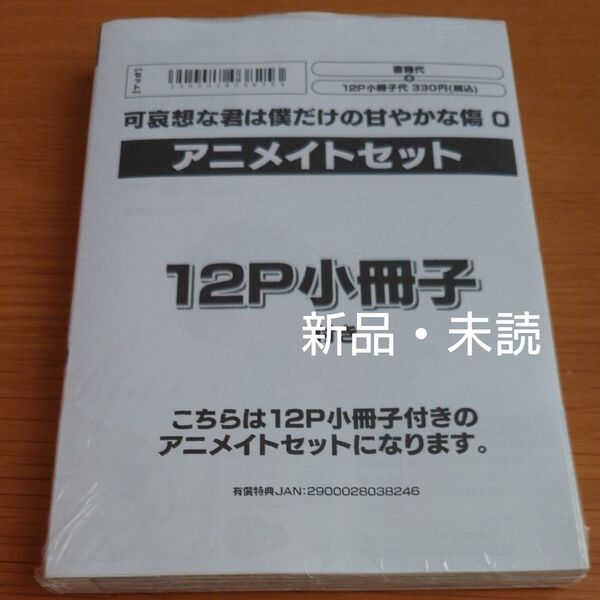 【アッセ】
書籍代
+
12P小冊子代 330円(税込)
可哀想な君は僕だけの甘やかな傷 0
アニメイトセット
12P小冊子
新品・未読
こちらは12P小冊子付きの
アニメイトセットになります。
有償特典JAN:2900028038246